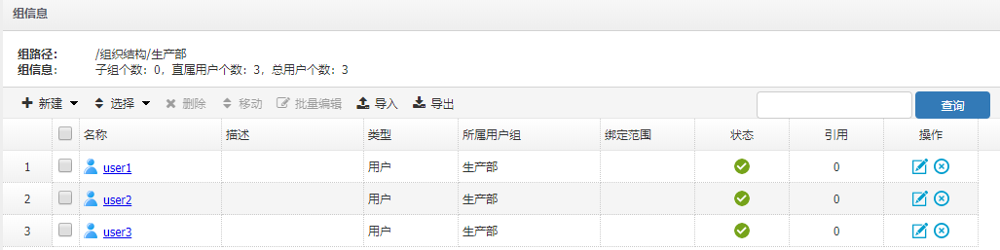 组信息
组路径: /组织结构/生产部
组信息: 子组个数: 0, 直属用户个数: 3, 总用户个数: 3
新建 选择 删除 移动 批量编辑 导入 导出 查询
名称 描述 类型 所属用户组 绑定范围 状态 引用 操作
1 user1 用户 生产部 0
2 user2 用户 生产部 0
3 user3 用户 生产部 0